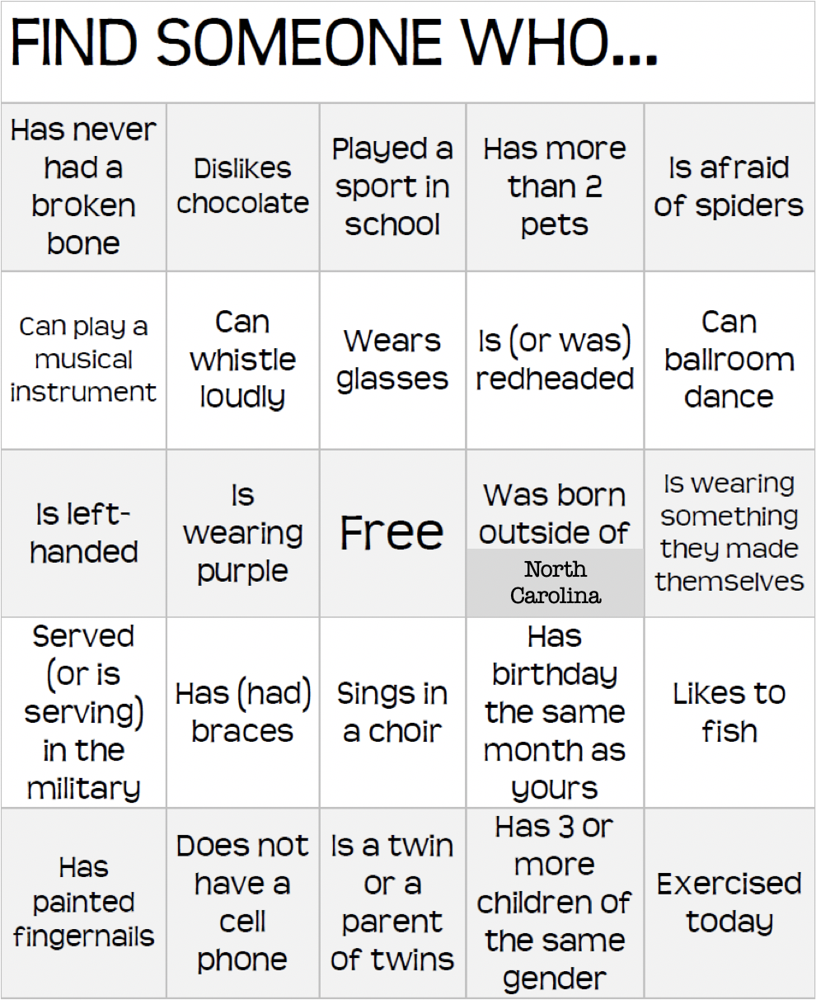 FIND SOMEONE WHO...
Has never
had a
broken
bone
Dislikes
chocolate
Played a
sport in
school
Has more
than 2
pets
Is afraid
of spiders
Can play a
musical
instrument
Can
whistle
loudly
Wears
glasses
Is (or was)
redheaded
Can
ballroom
dance
Is left-
handed
Is
wearing
purple
Free
Was born
outside of
North
Carolina
Is wearing
something
they made
themselves
Served
(or is
serving)
in the
military
Has (had)
braces
Sings in
a choir
Has
birthday
the same
month as
yours
Likes to
fish
Has
painted
fingernails
Does not
have a
cell
phone
Is a twin
or a
parent
of twins
Has 3 or
more
children of
the same
gender
Exercised
today